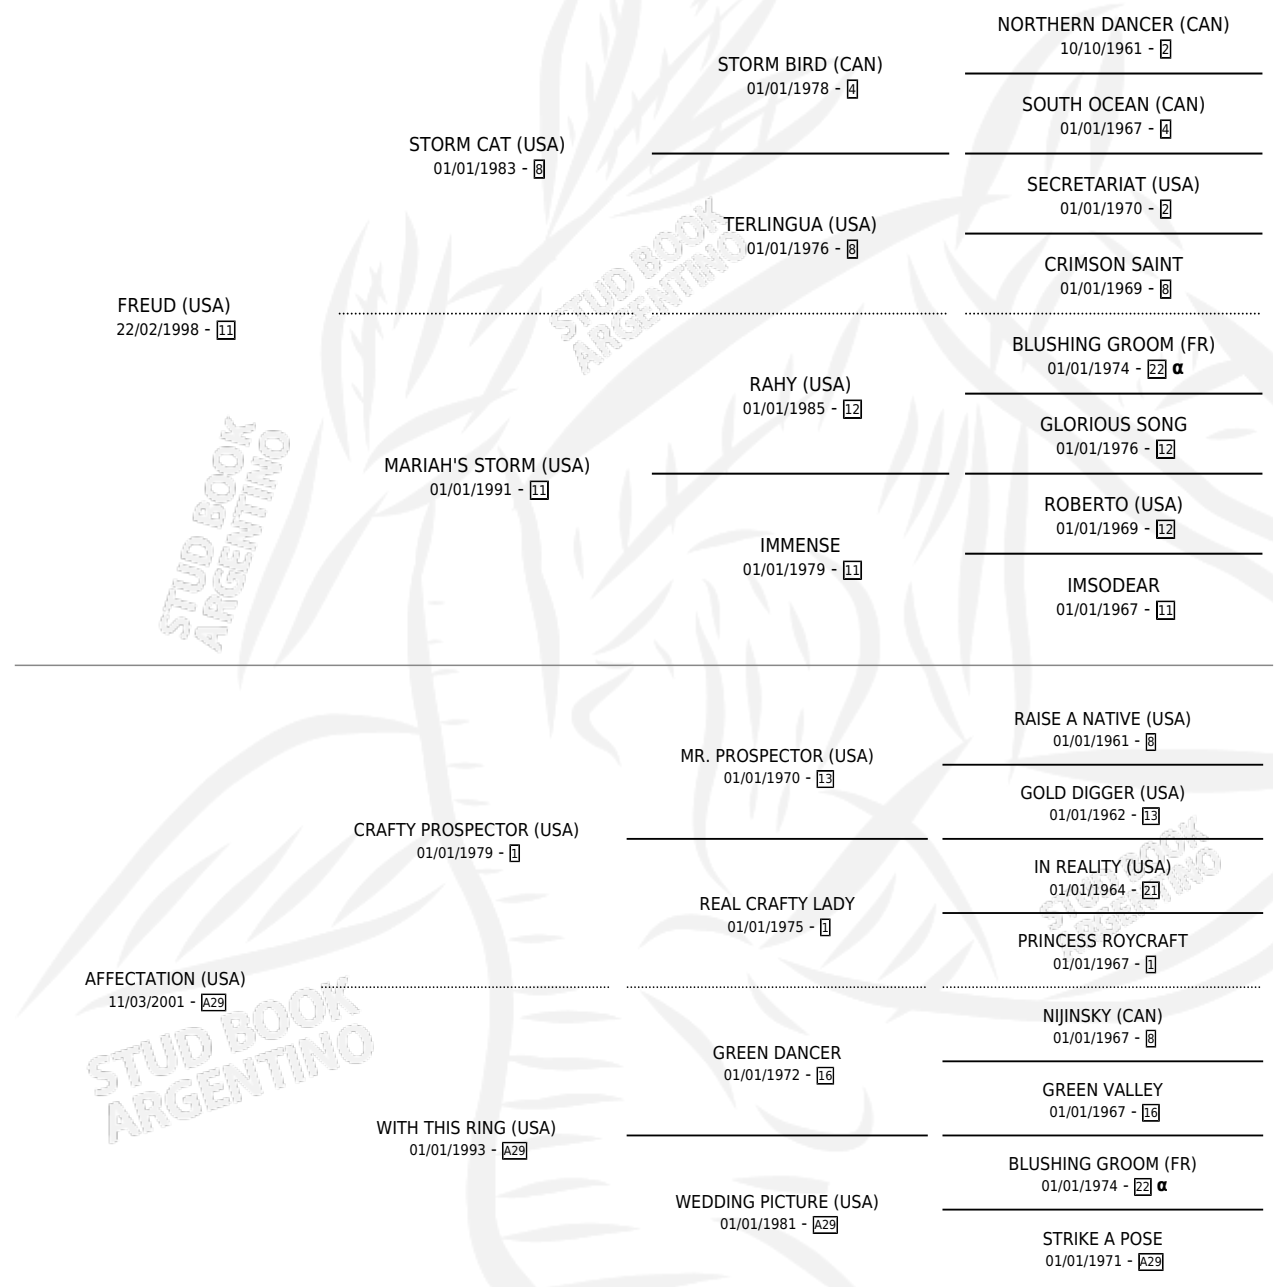 NORTHERN DANCER (CAN)
10/10/1961 - 2
STORM BIRD (CAN)
01/01/1978 - 4
SOUTH OCEAN (CAN)
01/01/1967 - 4
STORM CAT (USA)
01/01/1983 - 8
SECRETARIAT (USA)
01/01/1970 - 2
TERLINGUA (USA)
01/01/1976 - 8
CRIMSON SAINT
01/01/1969 - 8
FREUD (USA)
22/02/1998 - 11
BLUSHING GROOM (FR)
01/01/1974 - 22 α
RAHY (USA)
01/01/1985 - 12
GLORIOUS SONG
01/01/1976 - 12
MARIAH'S STORM (USA)
01/01/1991 - 11
ROBERTO (USA)
01/01/1969 - 12
IMMENSE
01/01/1979 - 11
IMSODEAR
01/01/1967 - 11
RAISE A NATIVE (USA)
01/01/1961 - 8
MR. PROSPECTOR (USA)
01/01/1970 - 13
GOLD DIGGER (USA)
01/01/1962 - 13
CRAFTY PROSPECTOR (USA)
01/01/1979 - 1
IN REALITY (USA)
01/01/1964 - 21
REAL CRAFTY LADY
01/01/1975 - 1
PRINCESS ROYCRAFT
01/01/1967 - 1
AFFECTATION (USA)
11/03/2001 - A29
NIJINSKY (CAN)
01/01/1967 - 8
GREEN DANCER
01/01/1972 - 16
GREEN VALLEY
01/01/1967 - 16
WITH THIS RING (USA)
01/01/1993 - A29
BLUSHING GROOM (FR)
01/01/1974 - 22 α
WEDDING PICTURE (USA)
01/01/1981 - A29
STRIKE A POSE
01/01/1971 - A29
STUD BOOK
ARGENTINO
STUD BOOK
ARGENTINO
STUD BOOK
ARGENTINO
STUD BOOK
ARGENTINO